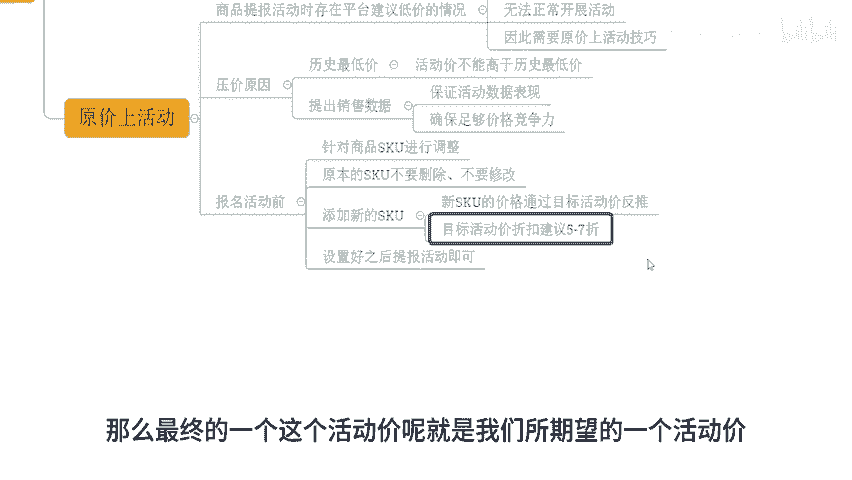 商品提报活动时存在平台建议低价的情况
无法正常开展活动
因此需要原价上活动技巧
原价上活动
压价原因
历史最低价
活动价不能高于历史最低价
提出销售数据
保证活动数据表现
确保足够价格竞争力
报名活动前
针对商品SKU进行调整
原本的SKU不要删除、不要修改
添加新的SKU
新SKU的价格通过目标活动价反推
目标活动价折扣建议5-7折
设置好之后提报活动即可
那么最终的一个这个活动价呢就是我们所期望的一个活动价